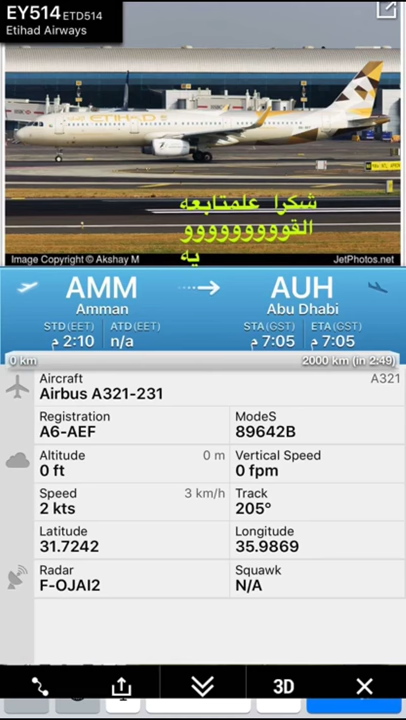 EY514 ETD514
Etihad Airways
ETIHAD
شكرا علمتابعه
القووووووووو
يه
Image Copyright © Akshay M
JetPhotos.net
AMM
AUH
Amman
Abu Dhabi
STD (EET) ATD (EET) STA (GST) ETA (GST)
2:10 م n/a 7:05 م 7:05 م
0 km 2000 km (in 2:49)
Aircraft A321
Airbus A321-231
Registration ModeS
A6-AEF 89642B
Altitude 0 m Vertical Speed
0 ft 0 fpm
Speed 3 km/h Track
2 kts 205°
Latitude Longitude
31.7242 35.9869
Radar Squawk
F-OJAI2 N/A
3D